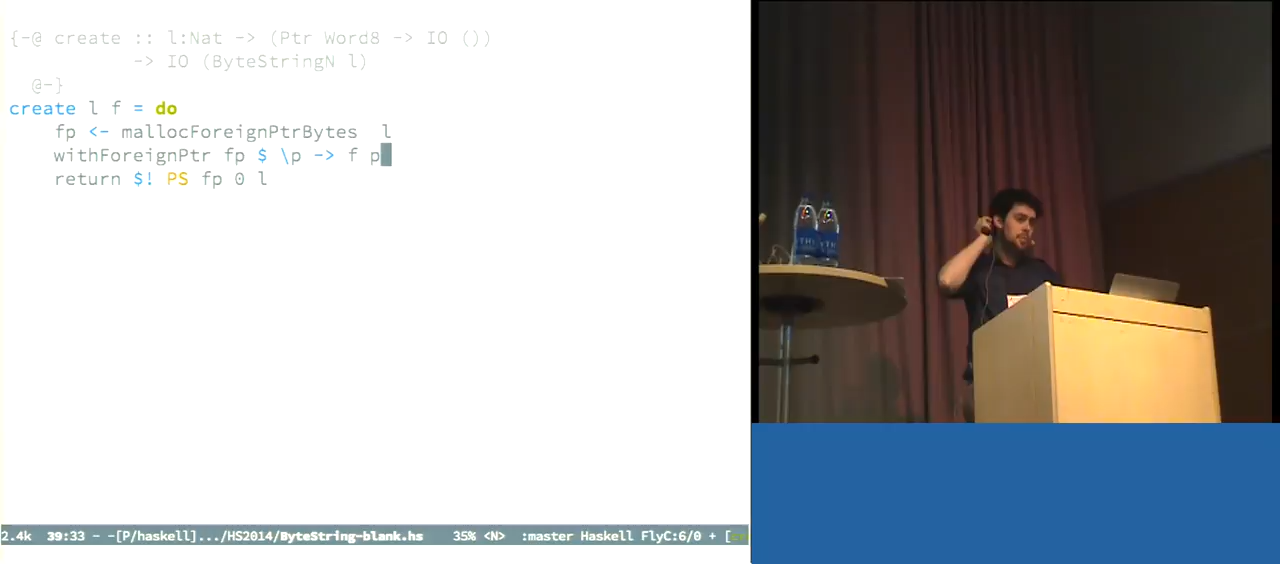 {-@ create :: l:Nat -> (Ptr Word8 -> IO ())
-> IO (ByteStringN l)
@-}
create l f = do
fp <- mallocForeignPtrBytes  l
withForeignPtr fp $ \p -> f p
return $! PS fp 0 l
2.4k  39:33 - -[P/haskell].../HS2014/ByteString-blank.hs  35% <N>  :master Haskell FlyC:6/0 + [